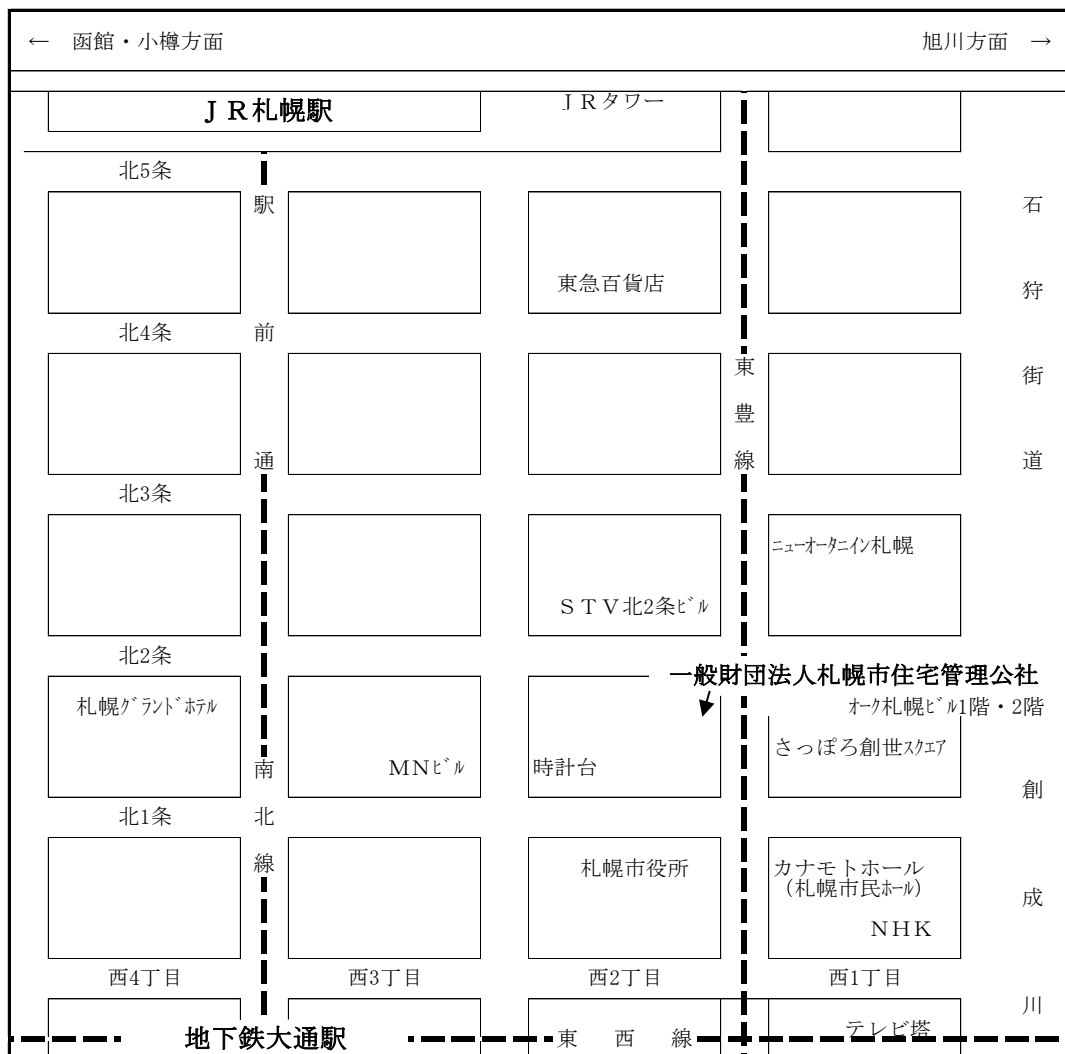 ← 函館・小樽方面
旭川方面 →
ＪＲ札幌駅
ＪＲタワー
北5条
駅前通
石狩街道
東急百貨店
北4条
東豊線
北3条
ﾆｭｰｵｰﾀﾆｲﾝ札幌
ＳＴＶ北2条ﾋﾞﾙ
北2条
一般財団法人札幌市住宅管理公社
ｵｰｸ札幌ﾋﾞﾙ1階・2階
札幌ｸﾞﾗﾝﾄﾞﾎﾃﾙ
MNﾋﾞﾙ
時計台
さっぽろ創世ｽｸｴｱ
南北線
創成川
北1条
札幌市役所
カナモトホール
（札幌市民ﾎｰﾙ）
ＮＨＫ
西4丁目
西3丁目
西2丁目
西1丁目
地下鉄大通駅
東西線
テレビ塔